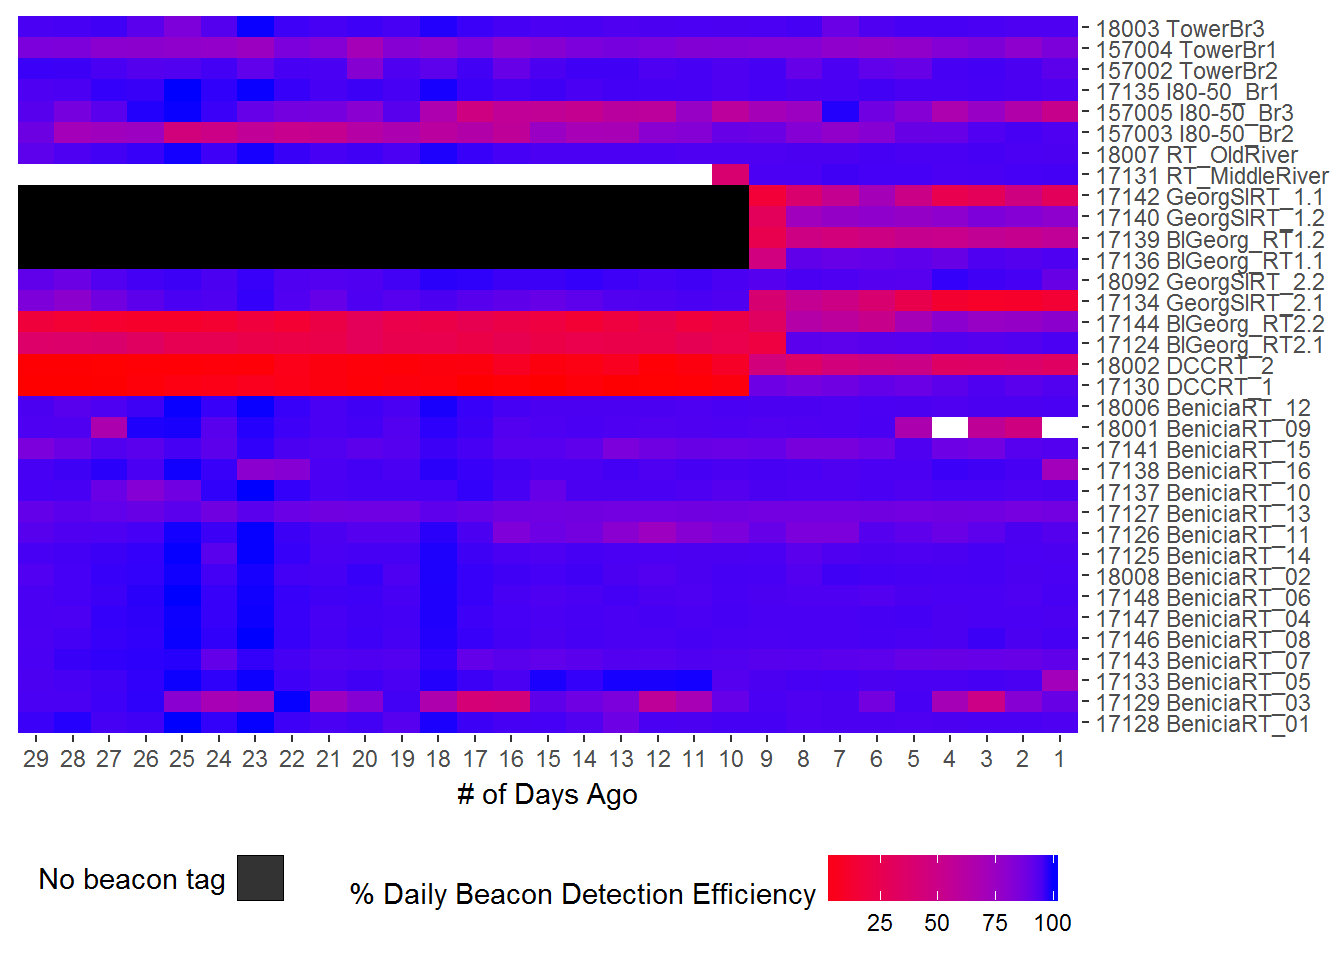 18003 TowerBr3
157004 TowerBr1
157002 TowerBr2
17135 I80-50_Br1
157005 I80-50_Br3
157003 I80-50_Br2
18007 RT_OldRiver
17131 RT_MiddleRiver
17142 GeorgSlRT_1.1
17140 GeorgSlRT_1.2
17139 BlGeorg_RT1.2
17136 BlGeorg_RT1.1
18092 GeorgSlRT_2.2
17134 GeorgSlRT_2.1
17144 BlGeorg_RT2.2
17124 BlGeorg_RT2.1
18002 DCCRT_2
17130 DCCRT_1
18006 BeniciaRT_12
18001 BeniciaRT_09
17141 BeniciaRT_15
17138 BeniciaRT_16
17137 BeniciaRT_10
17127 BeniciaRT_13
17126 BeniciaRT_11
17125 BeniciaRT_14
18008 BeniciaRT_02
17148 BeniciaRT_06
17147 BeniciaRT_04
17146 BeniciaRT_08
17143 BeniciaRT_07
17133 BeniciaRT_05
17129 BeniciaRT_03
17128 BeniciaRT_01
29 28 27 26 25 24 23 22 21 20 19 18 17 16 15 14 13 12 11 10 9 8 7 6 5 4 3 2 1
# of Days Ago
No beacon tag
% Daily Beacon Detection Efficiency
25 50 75 100